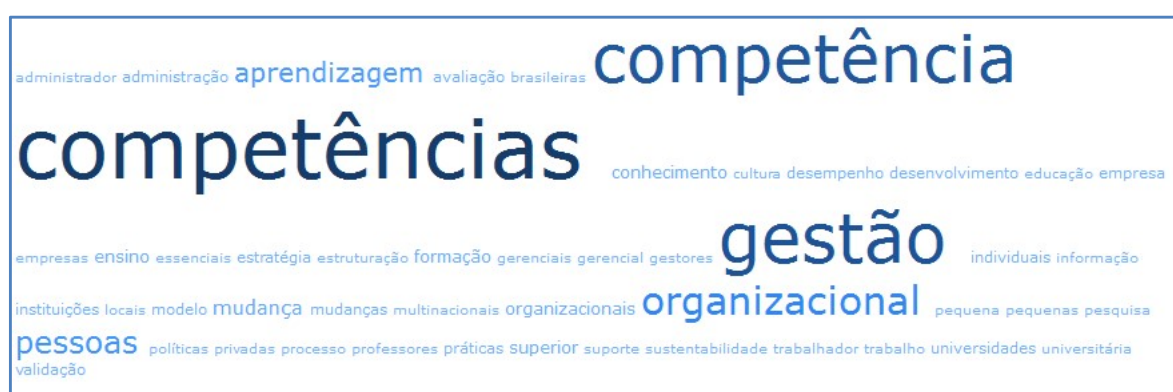 administrador administração aprendizagem avaliação brasileiras competência
competências conhecimento cultura desempenho desenvolvimento educação empresa
empresas ensino essenciais estratégia estruturação formação gerenciais gerencial gestores gestão individuais informação
instituições locais modelo mudança mudanças multinacionais organizacionais organizacional pequena pequenas pesquisa
pessoas políticas privadas processo professores práticas superior suporte sustentabilidade trabalhador trabalho universidades universitária
validação